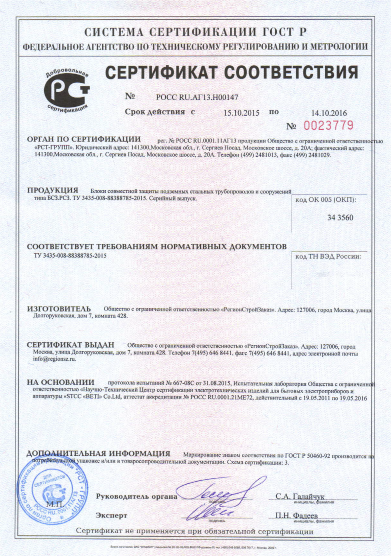 СИСТЕМА СЕРТИФИКАЦИИ ГОСТ Р
ФЕДЕРАЛЬНОЕ АГЕНТСТВО ПО ТЕХНИЧЕСКОМУ РЕГУЛИРОВАНИЮ И МЕТРОЛОГИИ
Добровольная
сертификация
СЕРТИФИКАТ СООТВЕТСТВИЯ
№ РОСС RU.АГ13.Н00147
Срок действия с 15.10.2015 по 14.10.2016
№ 0023779
ОРГАН ПО СЕРТИФИКАЦИИ рег. № РОСС RU.0001.11АГ13 продукции Общество с ограниченной ответственностью
«РСТ-ГРУПП». Юридический адрес: 141300,Московская обл., г. Сергиев Посад, Московское шоссе, д. 20А; фактический адрес:
141300,Московская обл., г. Сергиев Посад, Московское шоссе, д. 20А. Телефон (499) 2481013, факс (499) 2481029.
ПРОДУКЦИЯ Блоки совместной защиты подземных стальных трубопроводов и сооружений
типа БСЗ,РСЗ. ТУ 3435-008-88388785-2015. Серийный выпуск.
код ОК 005 (ОКП):
34 3560
СООТВЕТСТВУЕТ ТРЕБОВАНИЯМ НОРМАТИВНЫХ ДОКУМЕНТОВ
ТУ 3435-008-88388785-2015
код ТН ВЭД России:
ИЗГОТОВИТЕЛЬ Общество с ограниченной ответственностью «РегионСтройЗаказ». Адрес: 127006, город Москва, улица
Долгоруковская, дом 7, комната 428.
СЕРТИФИКАТ ВЫДАН Общество с ограниченной ответственностью «РегионСтройЗаказ». Адрес: 127006, город
Москва, улица Долгоруковская, дом 7, комната 428. Телефон 7(495) 646 8441, факс 7(495) 646 8441, адрес электронной почты
info@regionsz.ru
НА ОСНОВАНИИ протокола испытаний № 667-08С от 31.08.2015, Испытательная лаборатория Общества с ограниченной
ответственностью «Научно-Технический Центр сертификации электротехнических изделий для бытовых электроприборов и
аппаратуры «STCC «BETI» Co.Ltd, аттестат аккредитации № РОСС RU.0001.21МЕ72, действителен с 19.05.2011 по 19.05.2016
ДОПОЛНИТЕЛЬНАЯ ИНФОРМАЦИЯ Маркирование знаком соответствия по ГОСТ Р 50460-92 производится на
упаковке и/или в товаросопроводительной документации. Схема сертификации: 3.
Руководитель органа С.А. Галайчук
М.П.
Эксперт П.Н. Фадеев
Сертификат не применяется при обязательной сертификации